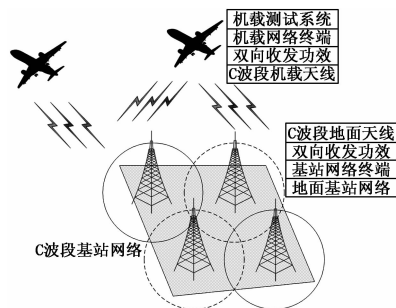 机载测试系统
机载网络终端
双向收发功效
C波段机载天线
C波段地面天线
双向收发功效
基站网络终端
地面基站网络
C波段基站网络